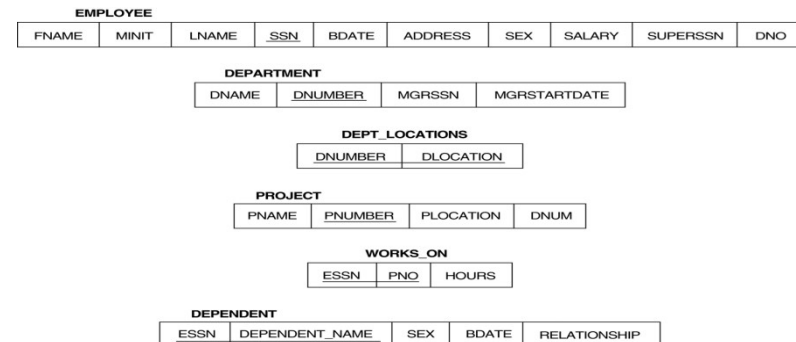 EMPLOYEE
FNAME MINIT LNAME SSN BDATE ADDRESS SEX SALARY SUPERSSN DNO
DEPARTMENT
DNAME DNUMBER MGRSSN MGRSTARTDATE
DEPT_LOCATIONS
DNUMBER DLOCATION
PROJECT
PNAME PNUMBER PLOCATION DNUM
WORKS_ON
ESSN PNO HOURS
DEPENDENT
ESSN DEPENDENT_NAME SEX BDATE RELATIONSHIP